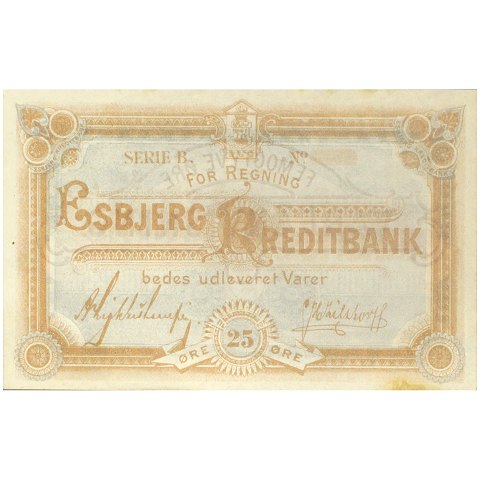 SERIE B. No
FOR REGNING
ESBJERG KREDITBANK
bedes udleveret Varer
25
ØRE ØRE